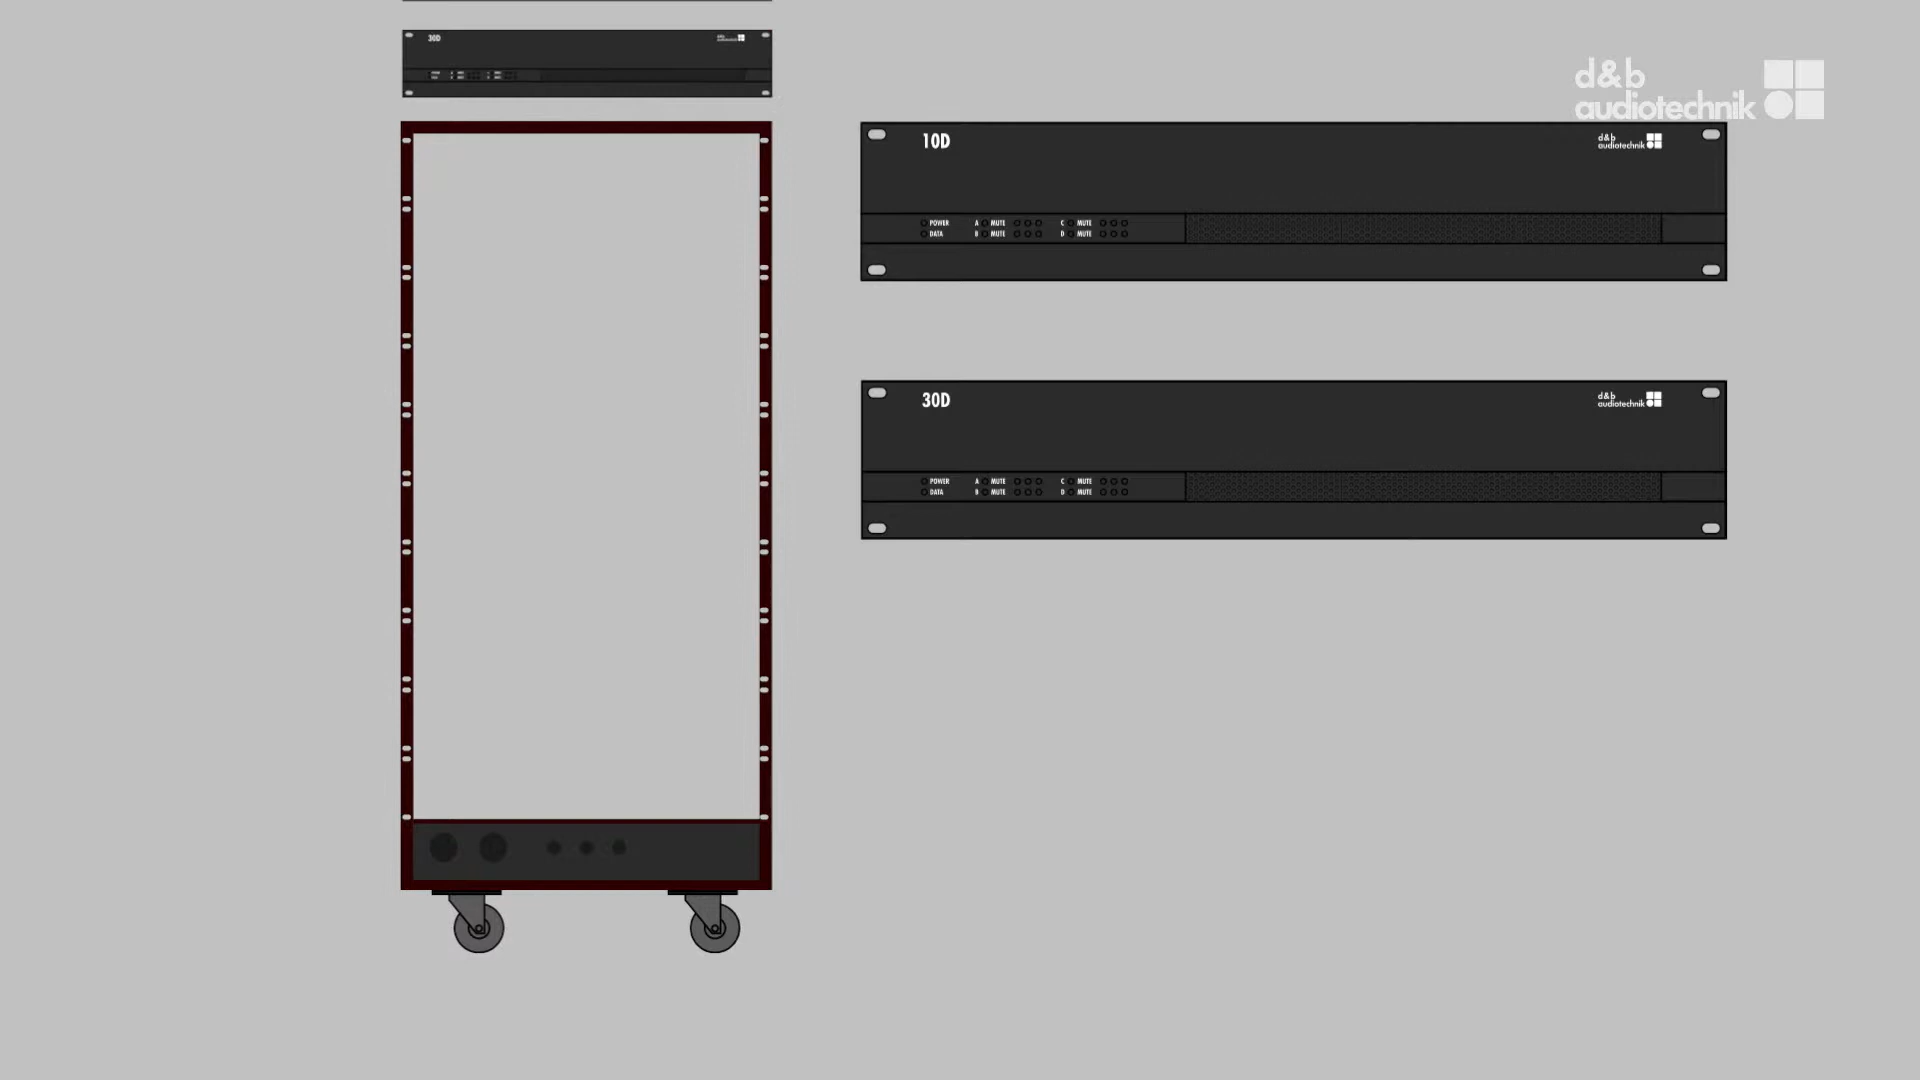 30D
d&b
audiotechnik
10D
d&b
audiotechnik
POWER A MUTE C MUTE
DATA B MUTE D MUTE
30D
d&b
audiotechnik
POWER A MUTE C MUTE
DATA B MUTE D MUTE